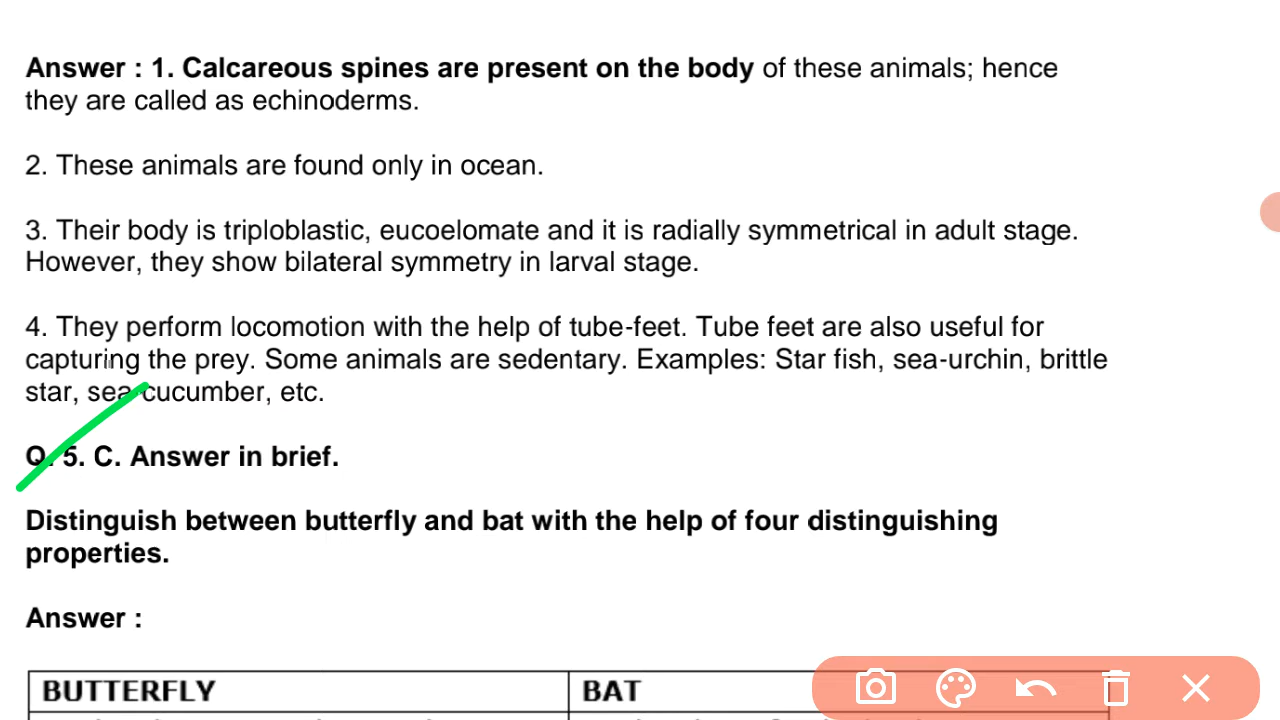 Answer : 1. Calcareous spines are present on the body of these animals; hence
they are called as echinoderms.
2. These animals are found only in ocean.
3. Their body is triploblastic, eucoelomate and it is radially symmetrical in adult stage.
However, they show bilateral symmetry in larval stage.
4. They perform locomotion with the help of tube-feet. Tube feet are also useful for
capturing the prey. Some animals are sedentary. Examples: Star fish, sea-urchin, brittle
star, sea-cucumber, etc.
Q. 5. C. Answer in brief.
Distinguish between butterfly and bat with the help of four distinguishing
properties.
Answer :
BUTTERFLY BAT